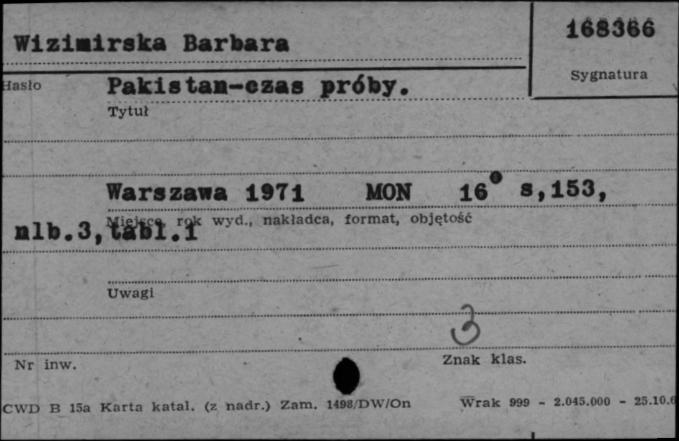 168366
Wizimirska Barbara
Sygnatura
Hasło
Pakistan-czas próby.
Tytuł
Warszawa 1971 MON 16° s,153,
Miejsce, rok wyd., nakładca, format, objętość
nlb.3,tabl.1
Uwagi
3
Nr inw.
Znak klas.
CWD B 15a Karta katal. (z nadr.) Zam. 1498/DW/On Wrak 999 - 2.045.000 - 25.10.6